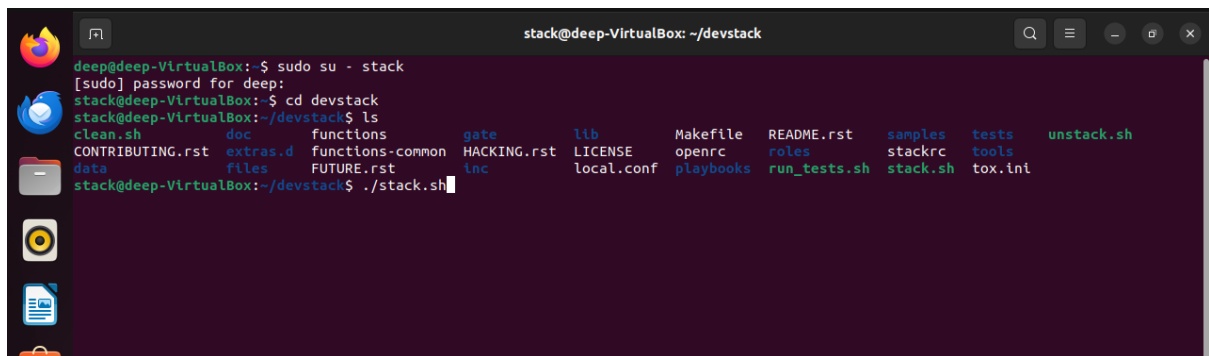 stack@deep-VirtualBox: ~/devstack
deep@deep-VirtualBox:~$ sudo su - stack
[sudo] password for deep:
stack@deep-VirtualBox:~$ cd devstack
stack@deep-VirtualBox:~/devstack$ ls
clean.sh doc functions gate lib Makefile README.rst samples tests unstack.sh
CONTRIBUTING.rst extras.d functions-common HACKING.rst LICENSE openrc roles stackrc tools
data files FUTURE.rst inc local.conf playbooks run_tests.sh stack.sh tox.ini
stack@deep-VirtualBox:~/devstack$ ./stack.sh